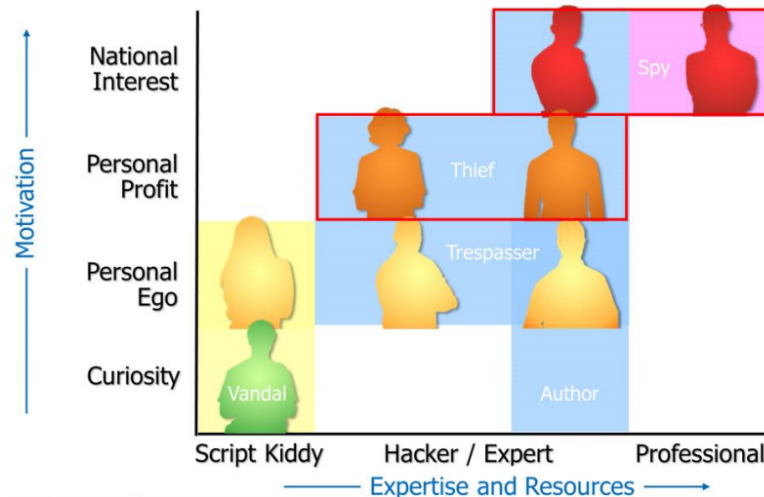 National
Interest
Spy
Personal
Profit
Thief
Trespasser
Personal
Ego
Curiosity
Vandal
Author
Motivation
Script Kiddy
Hacker / Expert
Professional
Expertise and Resources